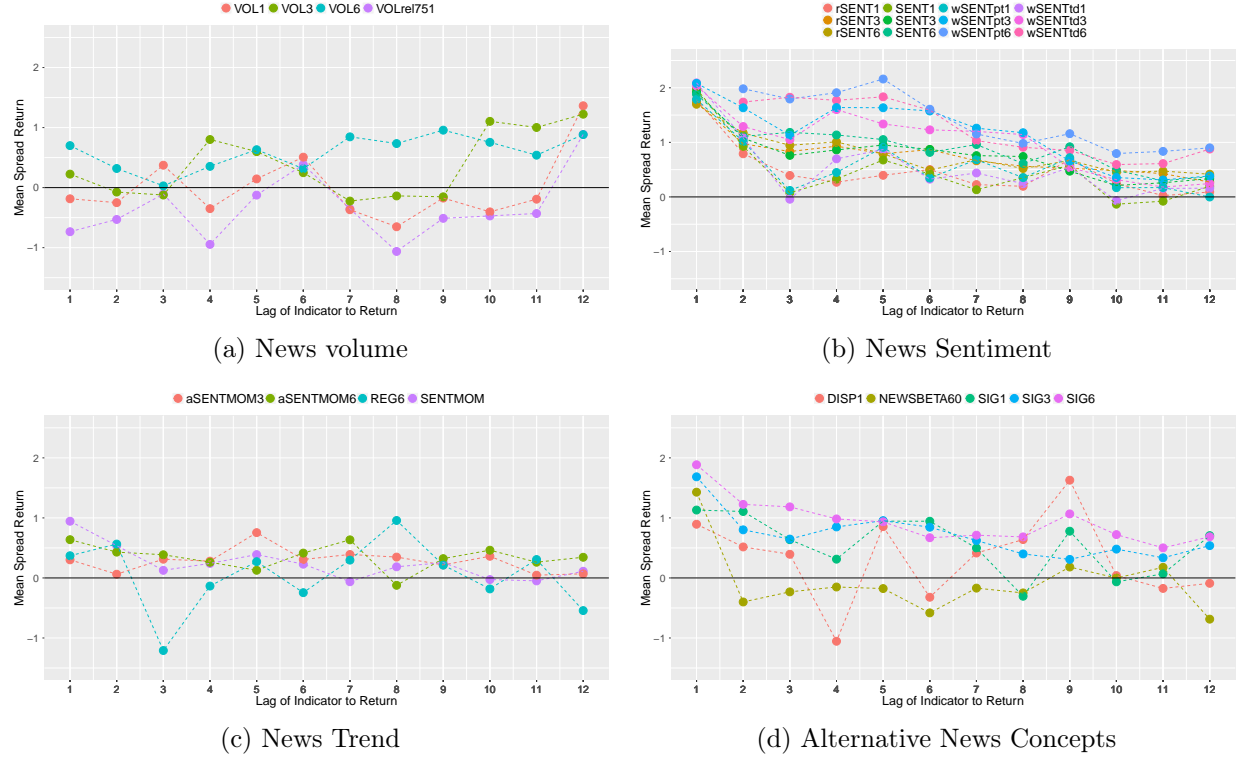 VOL1 VOL3 VOL6 VOLrel751
2
1
0
−1
Mean Spread Return
1 2 3 4 5 6 7 8 9 10 11 12
Lag of Indicator to Return
(a) News volume
rSENT1 SENT1 wSENTpt1 wSENTtd1
rSENT3 SENT3 wSENTpt3 wSENTtd3
rSENT6 SENT6 wSENTpt6 wSENTtd6
2
1
0
−1
Mean Spread Return
1 2 3 4 5 6 7 8 9 10 11 12
Lag of Indicator to Return
(b) News Sentiment
aSENTMOM3 aSENTMOM6 REG6 SENTMOM
2
1
0
−1
Mean Spread Return
1 2 3 4 5 6 7 8 9 10 11 12
Lag of Indicator to Return
(c) News Trend
DISP1 NEWSBETA60 SIG1 SIG3 SIG6
2
1
0
−1
Mean Spread Return
1 2 3 4 5 6 7 8 9 10 11 12
Lag of Indicator to Return
(d) Alternative News Concepts